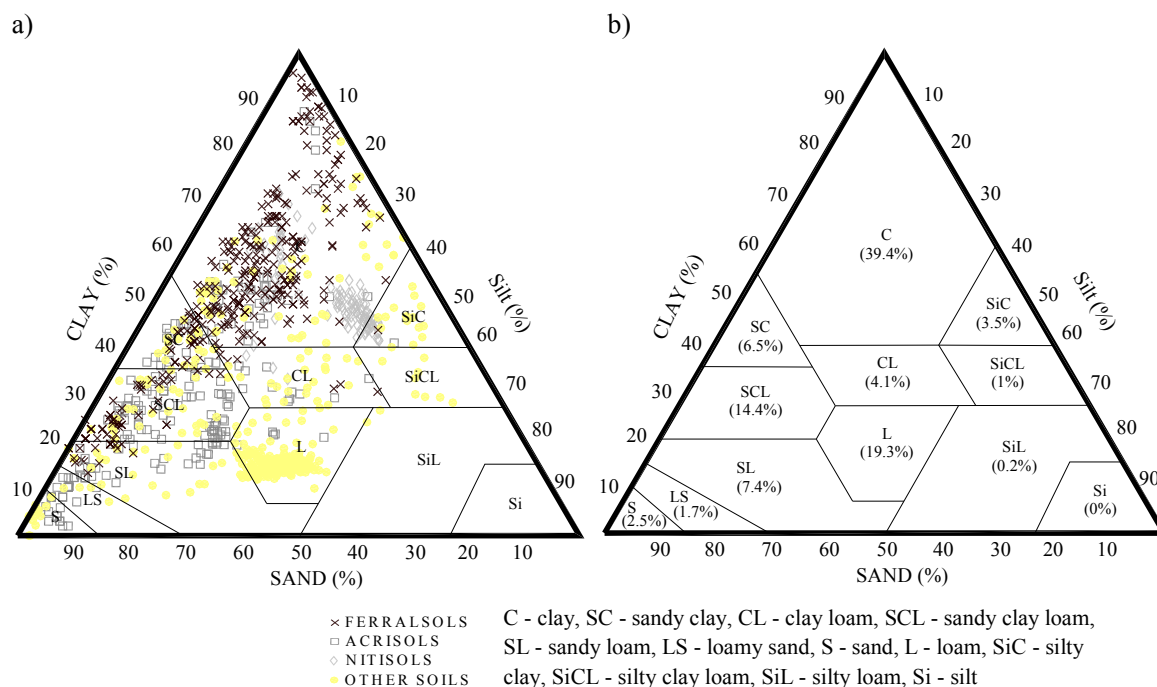 a)
90
10
80
20
70
30
60
40
CLAY (%)
50
Silt (%)
50
SiC
60
SC
40
CL
SiCL
70
30
SCL
20
L
80
SiL
SL
10
LS
90
S
Si
90 80 70 60 50 40 30 20 10
SAND (%)
b)
90
10
80
20
70
30
C
(39.4%)
60
40
CLAY (%)
50
Silt (%)
50
SiC
(3.5%)
SC
(6.5%)
60
40
CL
(4.1%)
SiCL
(1%)
70
30
SCL
(14.4%)
20
L
(19.3%)
80
SiL
(0.2%)
SL
(7.4%)
10
LS
(1.7%)
90
S
(2.5%)
Si
(0%)
90 80 70 60 50 40 30 20 10
SAND (%)
FERRALSOLS
ACRISOLS
NITISOLS
OTHER SOILS
C - clay, SC - sandy clay, CL - clay loam, SCL - sandy clay loam,
SL - sandy loam, LS - loamy sand, S - sand, L - loam, SiC - silty
clay, SiCL - silty clay loam, SiL - silty loam, Si - silt